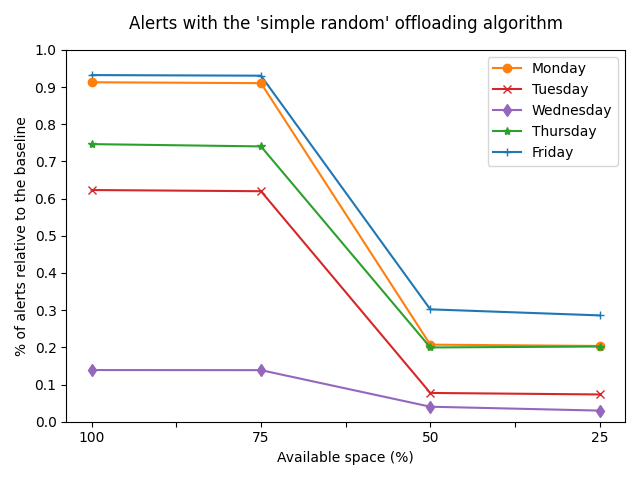 Alerts with the 'simple random' offloading algorithm
% of alerts relative to the baseline
1.0
0.9
0.8
0.7
0.6
0.5
0.4
0.3
0.2
0.1
0.0
Monday
Tuesday
Wednesday
Thursday
Friday
100
75
50
25
Available space (%)